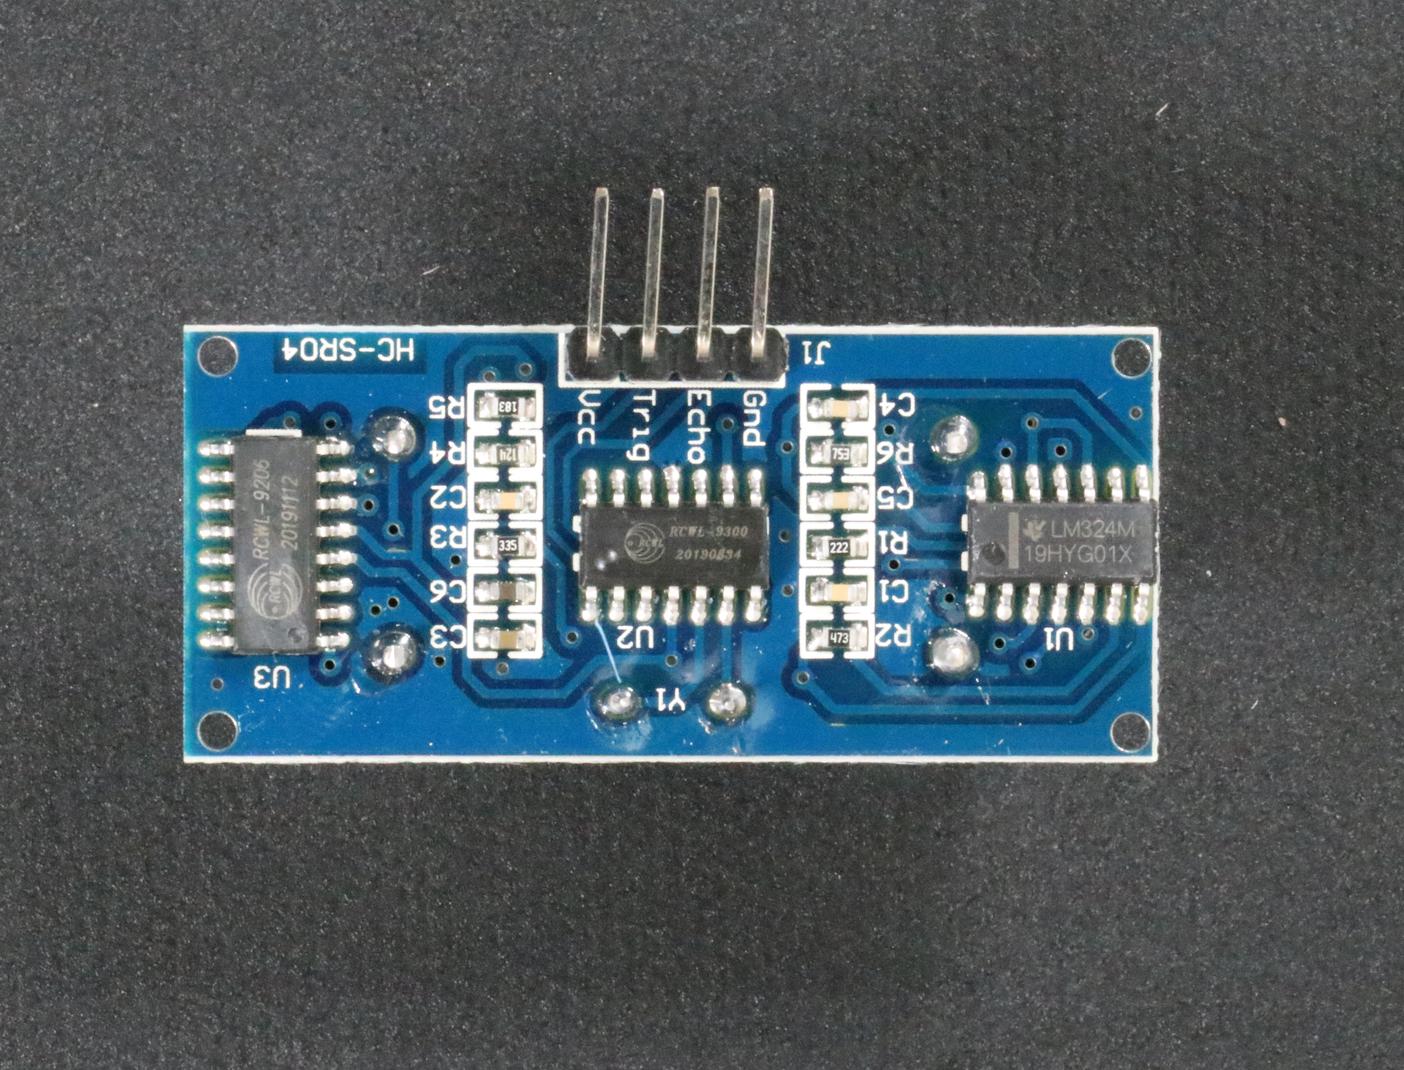 HC-SR04
J1
Vcc
Trig
Echo
Gnd
R5
183
R4
124
C2
R3
335
C6
C3
C4
R6
C5
R1
222
C1
R2
473
RCWL-9206
20191112
U3
RCWL
RCWL-9300
U2
Y1
LM324M
19HYG01X
U1